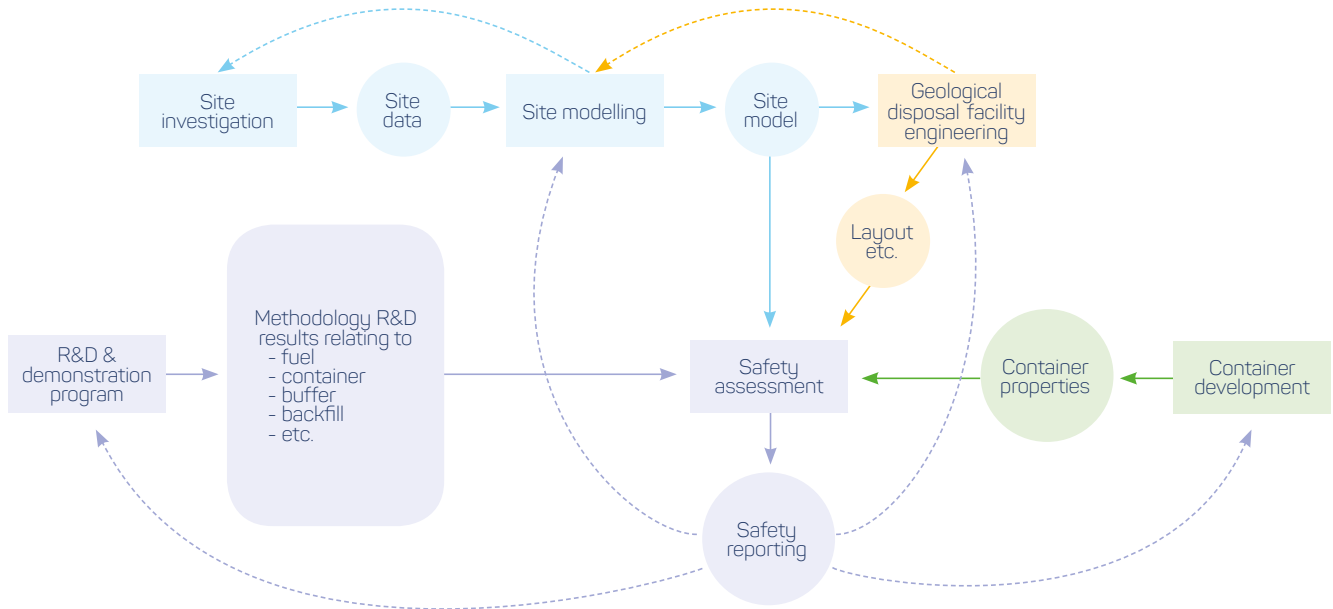 Site
investigation
Site
data
Site modelling
Site
model
Geological
disposal facility
engineering
Layout
etc.
Methodology R&D
results relating to
- fuel
- container
- buffer
- backfill
- etc.
R&D &
demonstration
program
Safety
assessment
Container
properties
Container
development
Safety
reporting